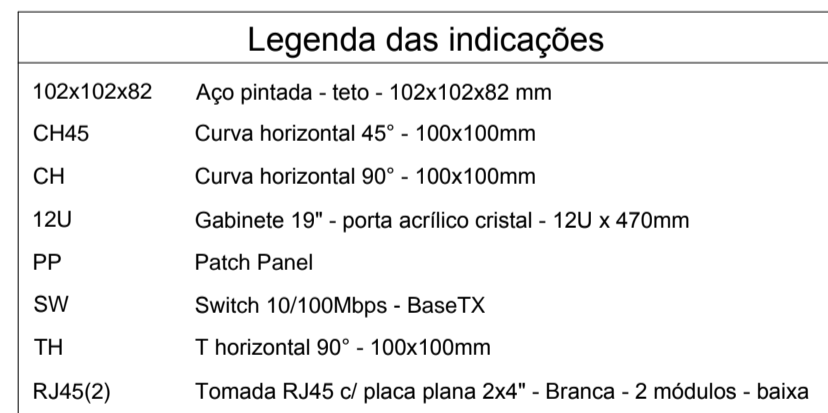 Legenda das indicações
102x102x82 Aço pintada - teto - 102x102x82 mm
CH45 Curva horizontal 45° - 100x100mm
CH Curva horizontal 90° - 100x100mm
12U Gabinete 19" - porta acrílico cristal - 12U x 470mm
PP Patch Panel
SW Switch 10/100Mbps - BaseTX
TH T horizontal 90° - 100x100mm
RJ45(2) Tomada RJ45 c/ placa plana 2x4" - Branca - 2 módulos - baixa